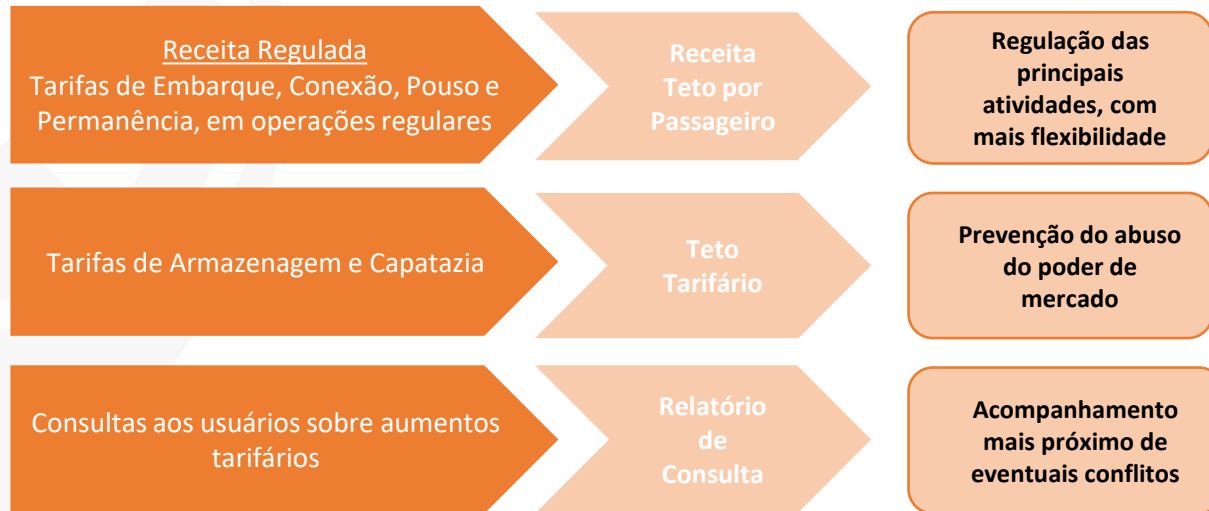 Receita Regulada
Tarifas de Embarque, Conexão, Pouso e
Permanência, em operações regulares
Receita
Teto por
Passageiro
Regulação das
principais
atividades, com
mais flexibilidade
Tarifas de Armazenagem e Capatazia
Teto
Tarifário
Prevenção do abuso
do poder de
mercado
Consultas aos usuários sobre aumentos
tarifários
Relatório
de
Consulta
Acompanhamento
mais próximo de
eventuais conflitos